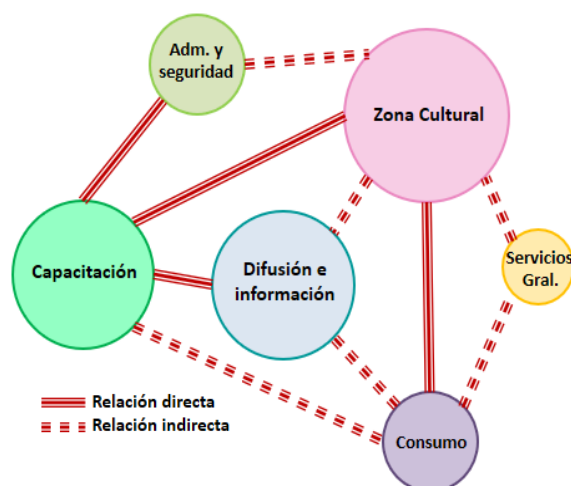 Adm. y
seguridad
Zona Cultural
Capacitación
Difusión e
información
Servicios
Gral.
Relación directa
Relación indirecta
Consumo